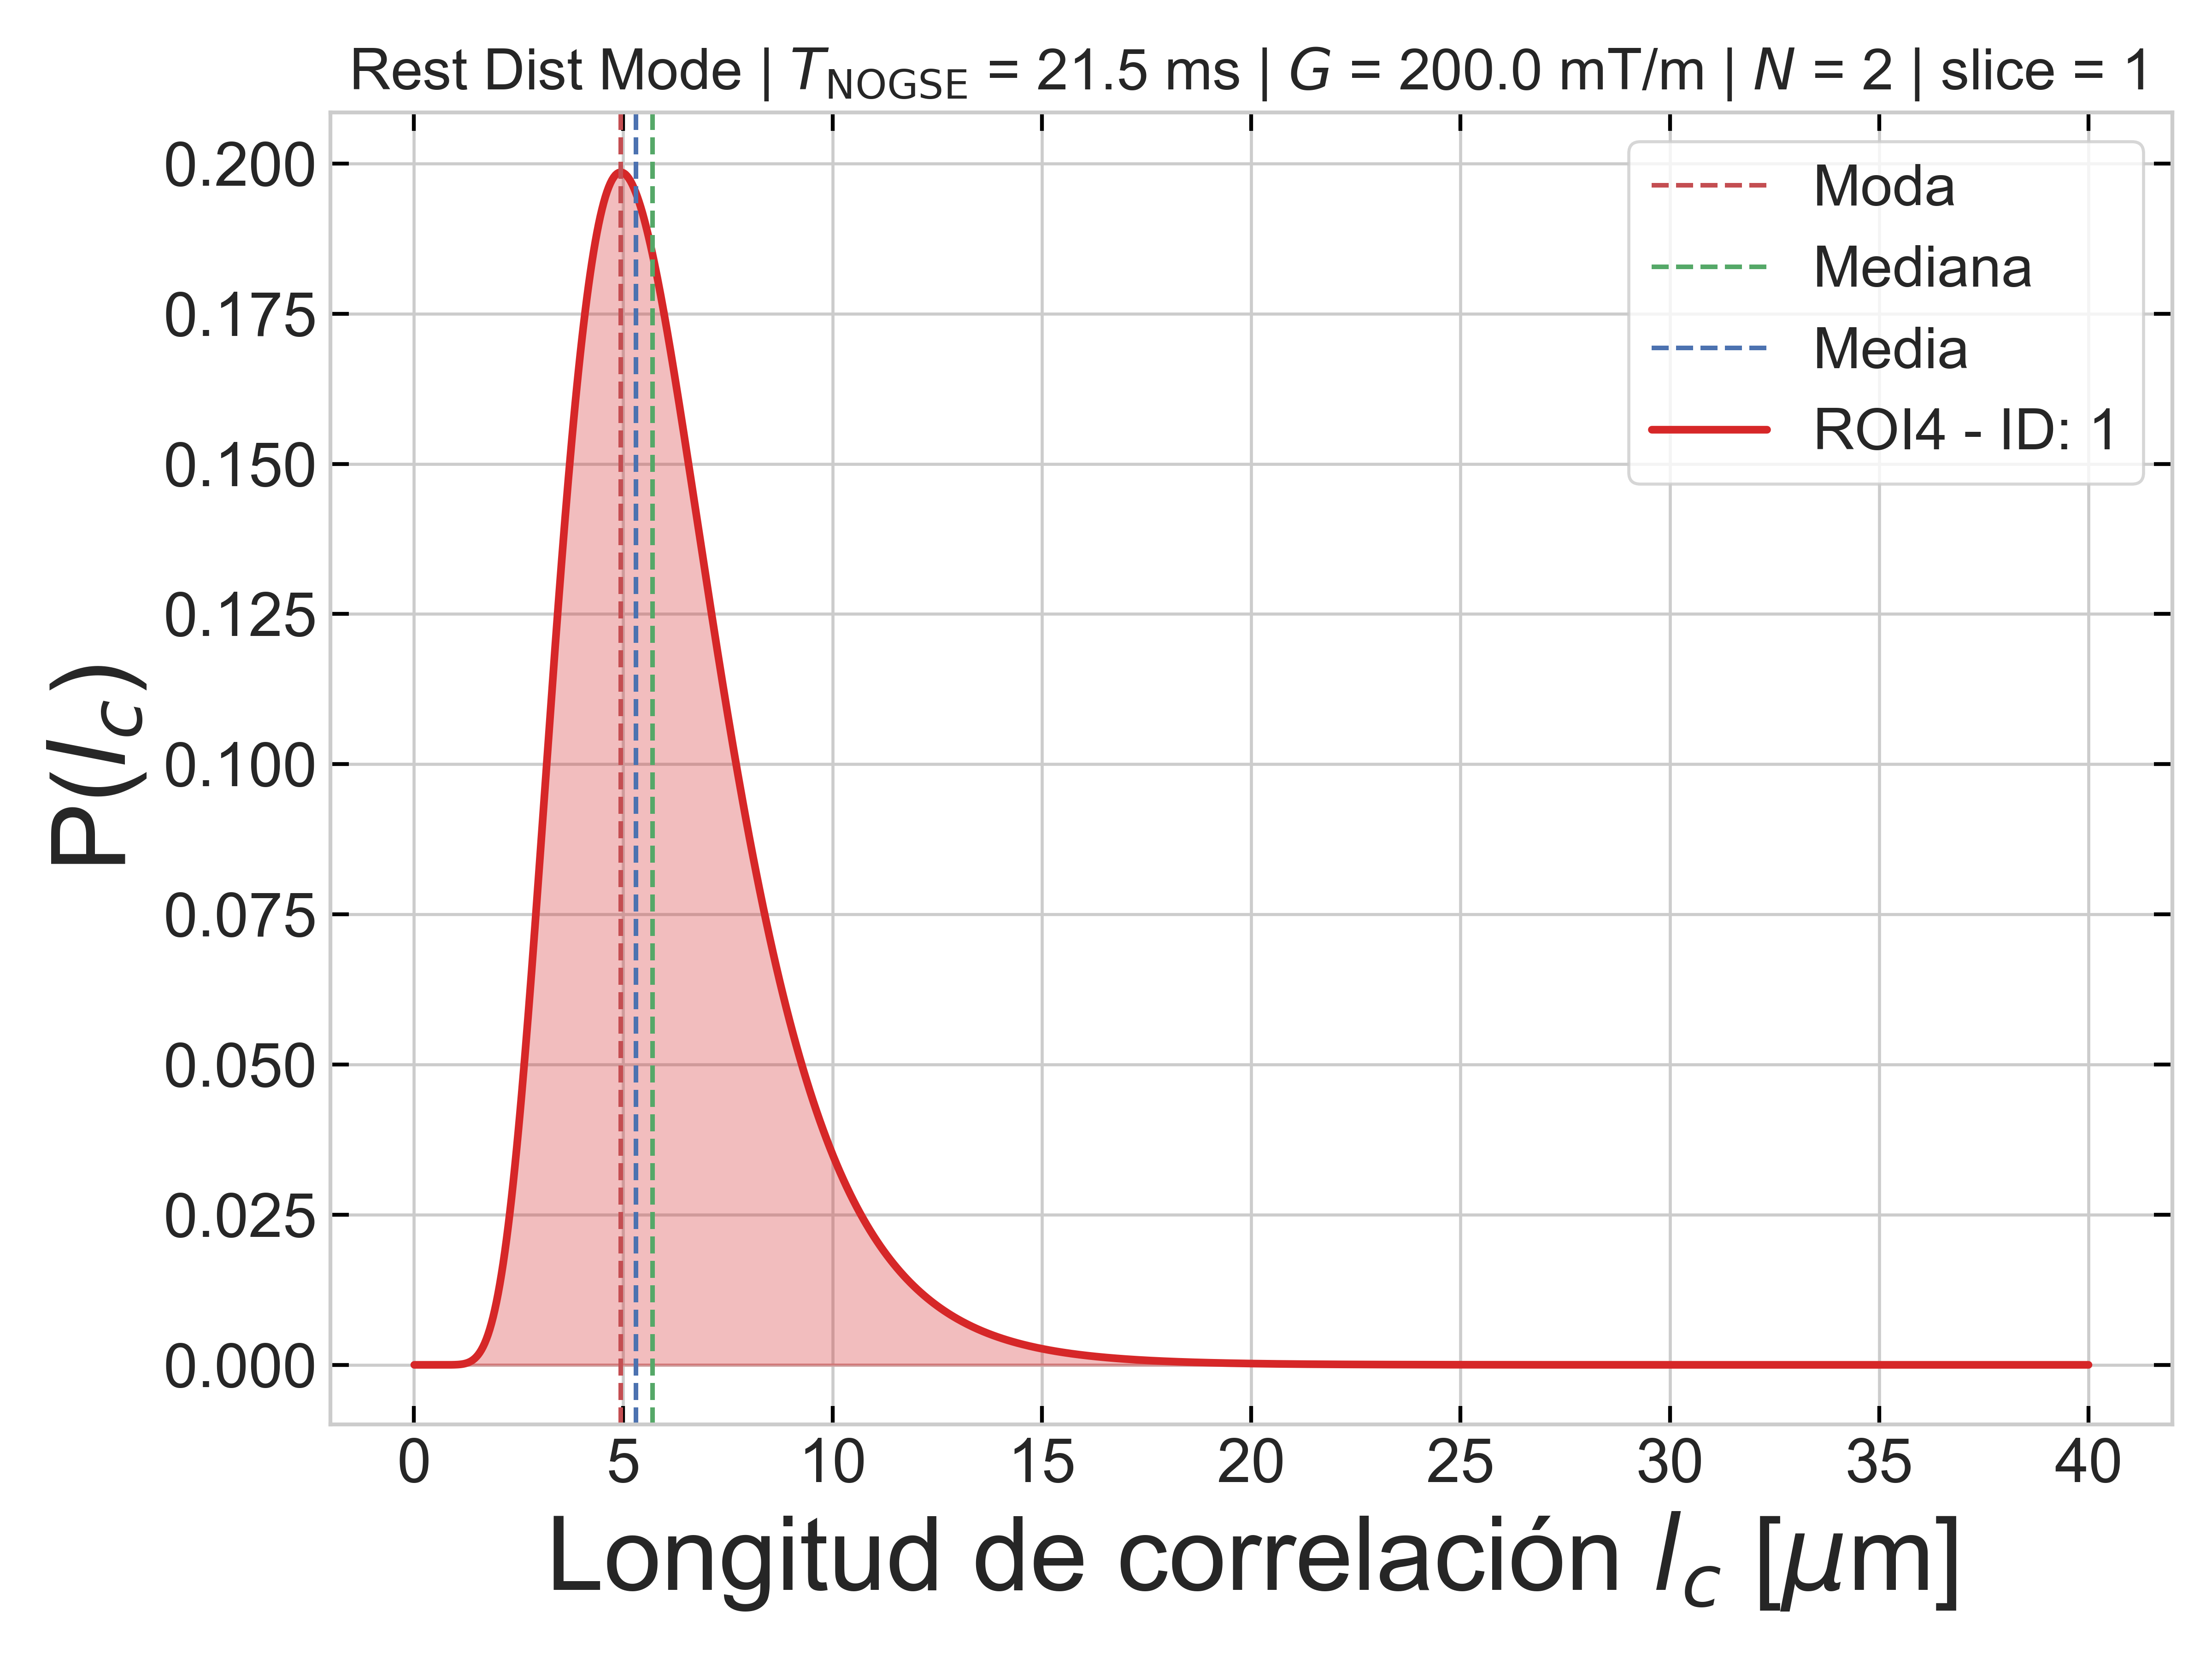 Rest Dist Mode | T_NOGSE = 21.5 ms | G = 200.0 mT/m | N = 2 | slice = 1
Moda
Mediana
Media
ROI4 - ID: 1
P(l_c)
0.200
0.175
0.150
0.125
0.100
0.075
0.050
0.025
0.000
0 5 10 15 20 25 30 35 40
Longitud de correlación l_c [μm]